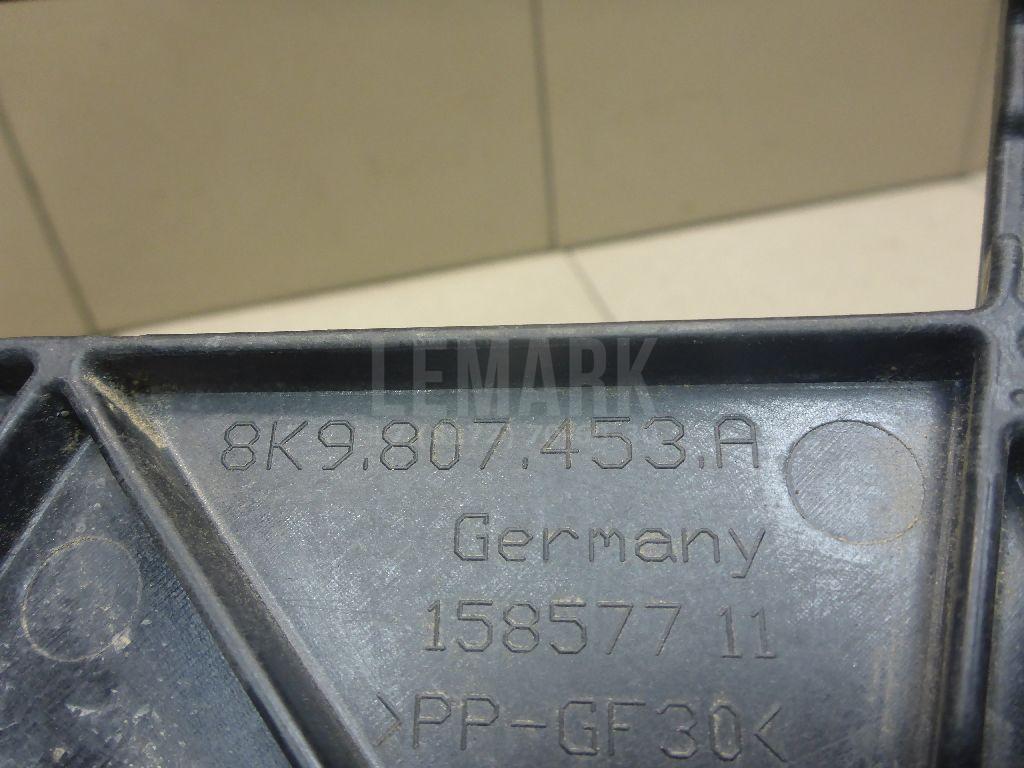 LEMARK
8K9.807.453.A
Germany
158577 11
>PP-GF30<